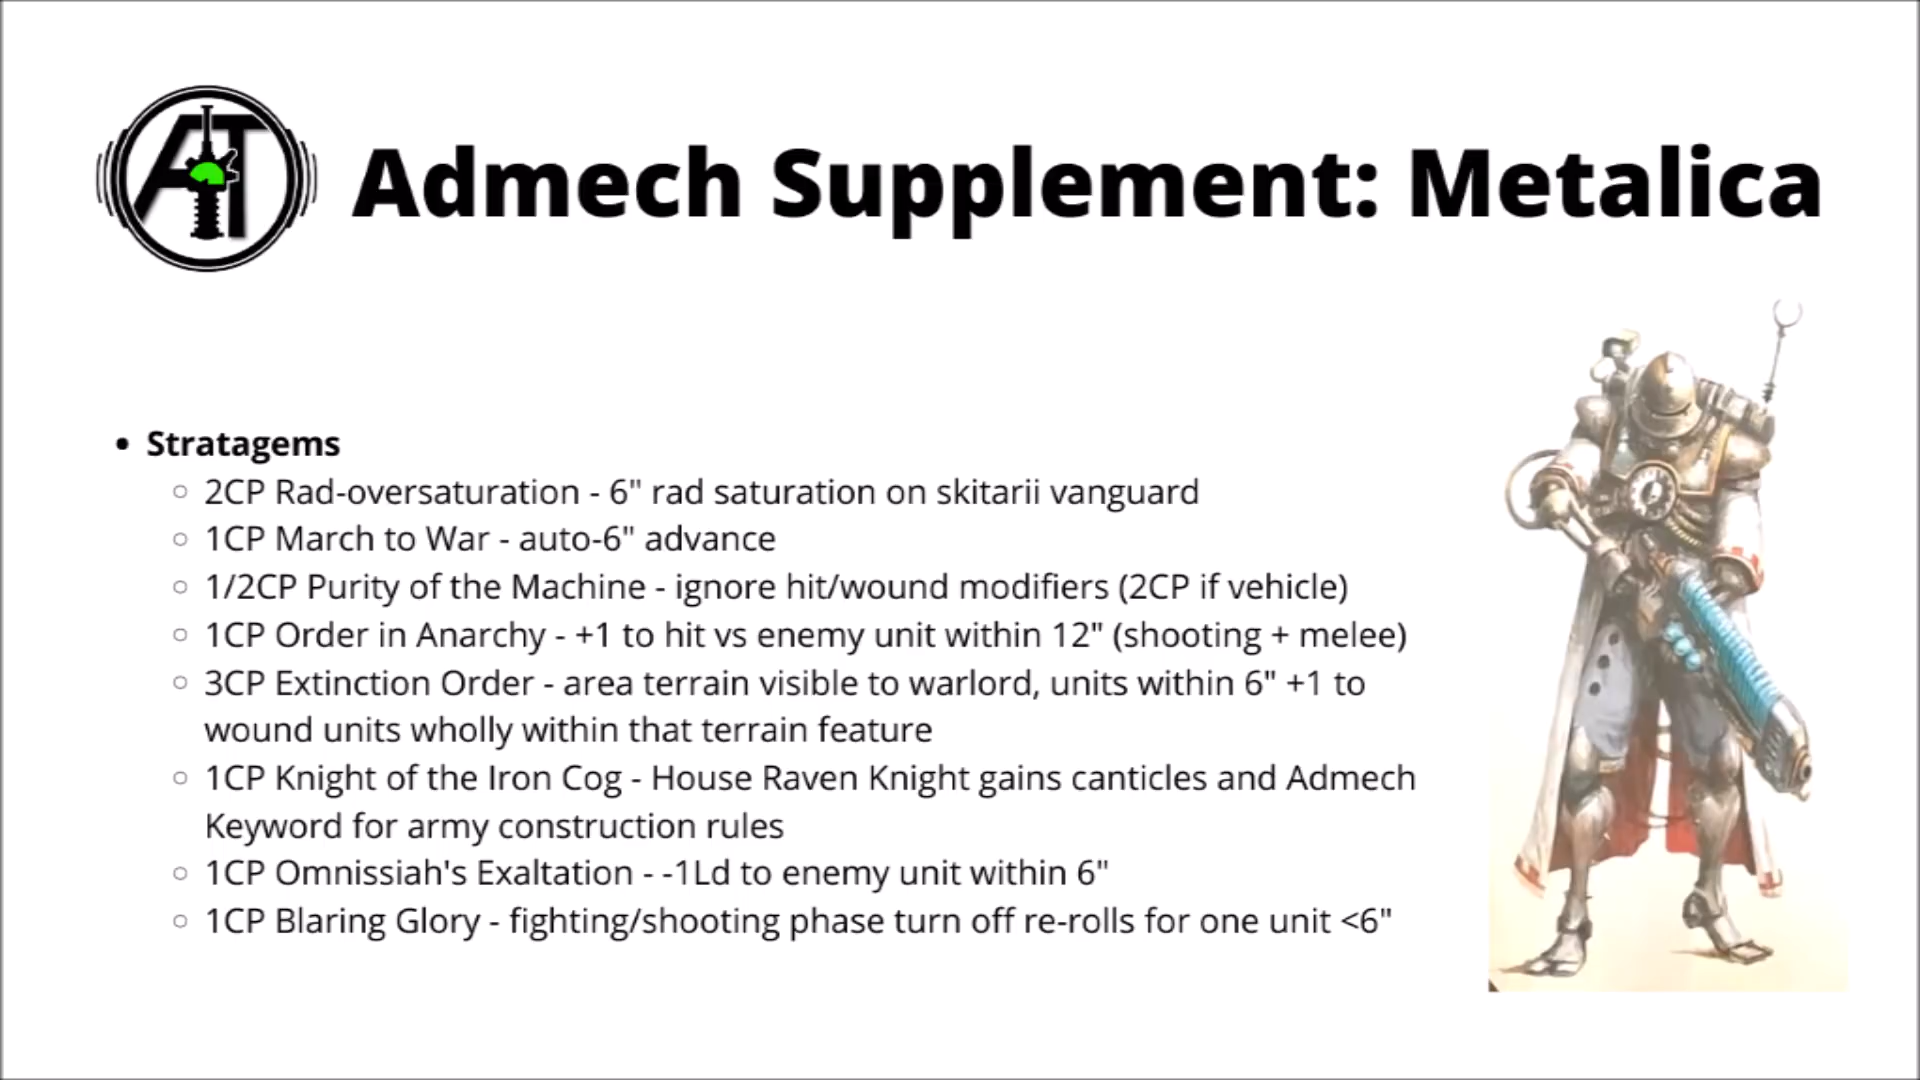 AT
Admech Supplement: Metalica
• Stratagems
○ 2CP Rad-oversaturation - 6" rad saturation on skitarii vanguard
○ 1CP March to War - auto-6" advance
○ 1/2CP Purity of the Machine - ignore hit/wound modifiers (2CP if vehicle)
○ 1CP Order in Anarchy - +1 to hit vs enemy unit within 12" (shooting + melee)
○ 3CP Extinction Order - area terrain visible to warlord, units within 6" +1 to
wound units wholly within that terrain feature
○ 1CP Knight of the Iron Cog - House Raven Knight gains canticles and Admech
Keyword for army construction rules
○ 1CP Omnissiah's Exaltation - -1Ld to enemy unit within 6"
○ 1CP Blaring Glory - fighting/shooting phase turn off re-rolls for one unit <6"